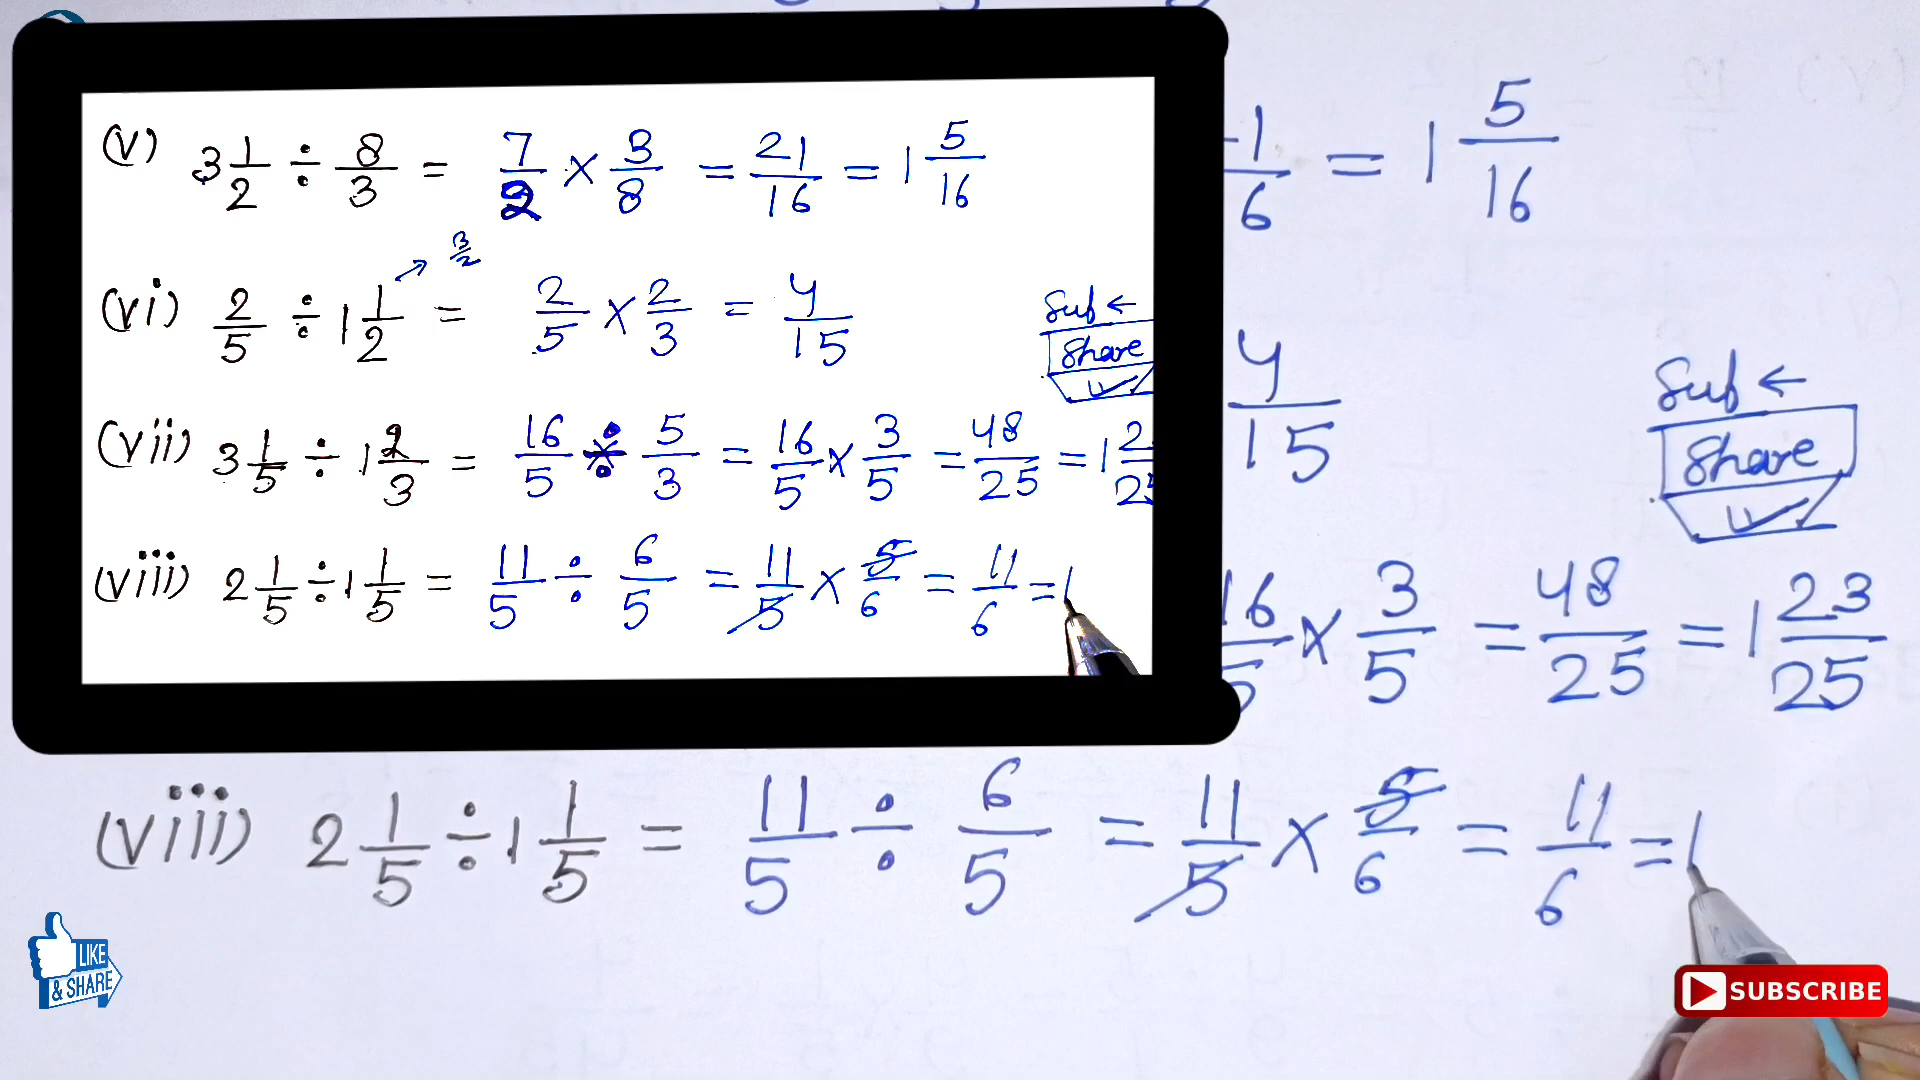 (v) 3 1/2 ÷ 8/3 = 7/2 × 3/8 = 21/16 = 1 5/16
3/2
(vi) 2/5 ÷ 1 1/2 = 2/5 × 2/3 = 4/15
Sub ←
Share
(vii) 3 1/5 ÷ 1 2/3 = 16/5 ÷ 5/3 = 16/5 × 3/5 = 48/25 = 1 2/25
(viii) 2 1/5 ÷ 1 1/5 = 11/5 ÷ 6/5 = 11/5 × 5/6 = 11/6 = 1
= 1 5/16
4/15
Sub ←
Share
16/5 × 3/5 = 48/25 = 1 23/25
(viii) 2 1/5 ÷ 1 1/5 = 11/5 ÷ 6/5 = 11/5 × 5/6 = 11/6 = 1
LIKE
& SHARE
SUBSCRIBE